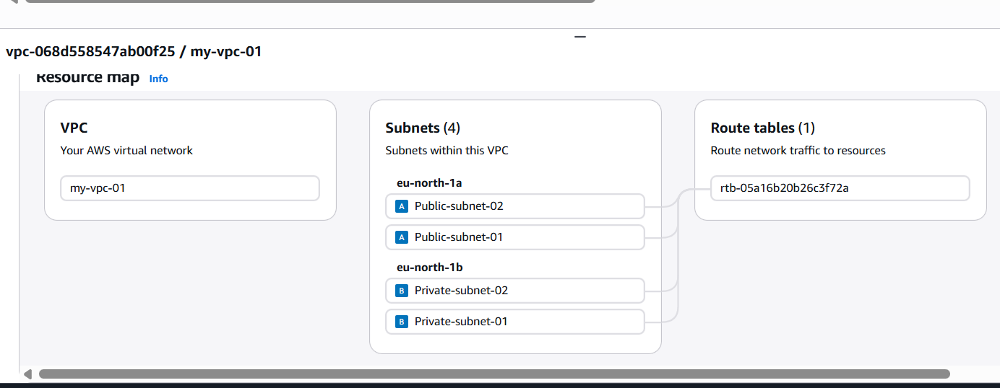 vpc-068d558547ab00f25 / my-vpc-01
Resource map Info
VPC
Your AWS virtual network
my-vpc-01
Subnets (4)
Subnets within this VPC
eu-north-1a
A Public-subnet-02
A Public-subnet-01
eu-north-1b
B Private-subnet-02
B Private-subnet-01
Route tables (1)
Route network traffic to resources
rtb-05a16b20b26c3f72a